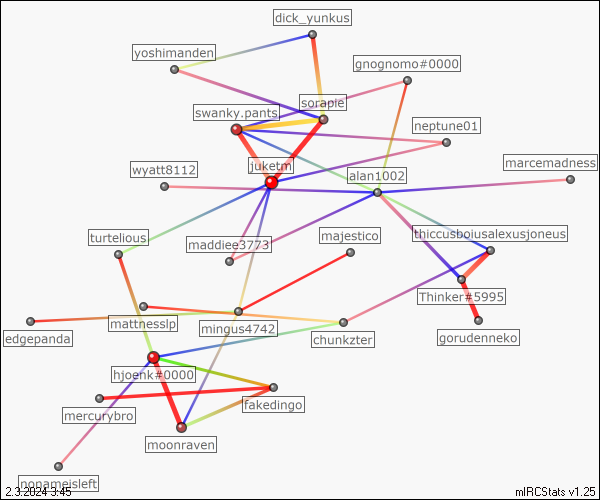 dick_yunkus
yoshimanden
gnognomo#0000
sorapie
swanky.pants
neptune01
juketm
marcemadness
wyatt8112
alan1002
turtelious
thiccusboiusalexusjoneus
maddiee3773
majestico
Thinker#5995
mattnesslp
mingus4742
edgepanda
chunkzter
gorudenneko
hjoenk#0000
mercurybro
fakedingo
moonraven
nonameisleft
2.3.2024 3:45
mIRCStats v1.25